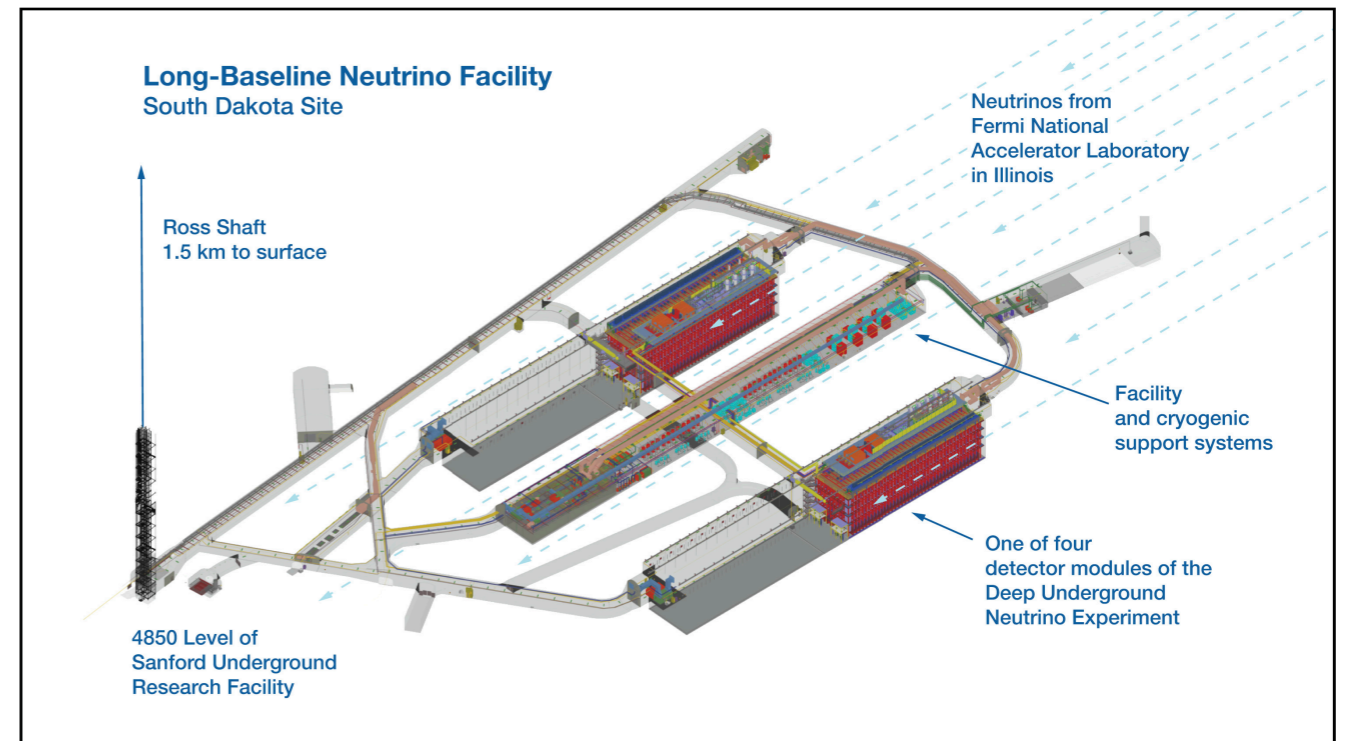 Long-Baseline Neutrino Facility
South Dakota Site
Neutrinos from
Fermi National
Accelerator Laboratory
in Illinois
Ross Shaft
1.5 km to surface
Facility
and cryogenic
support systems
One of four
detector modules of the
Deep Underground
Neutrino Experiment
4850 Level of
Sanford Underground
Research Facility